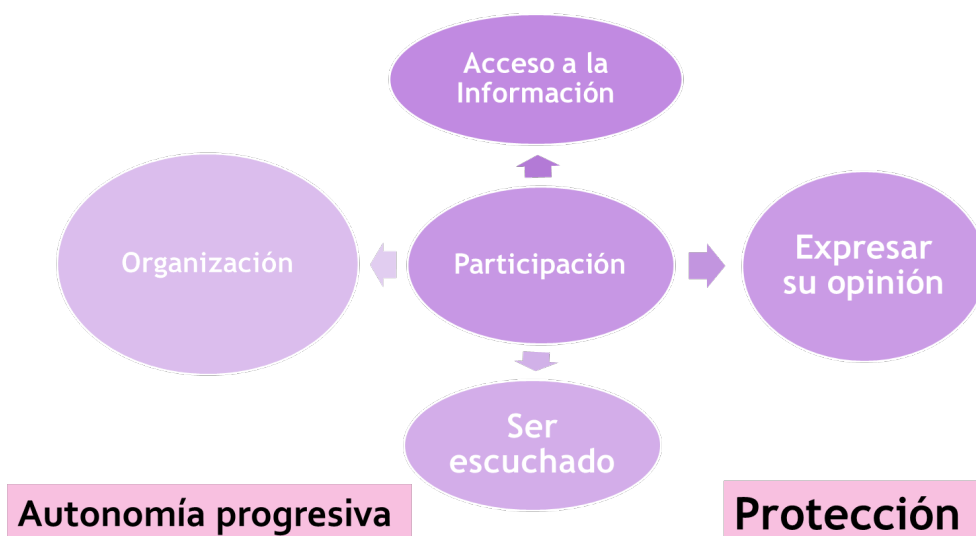 Acceso a la
Información
Organización
Participación
Expresar
su opinión
Ser
escuchado
Autonomía progresiva
Protección